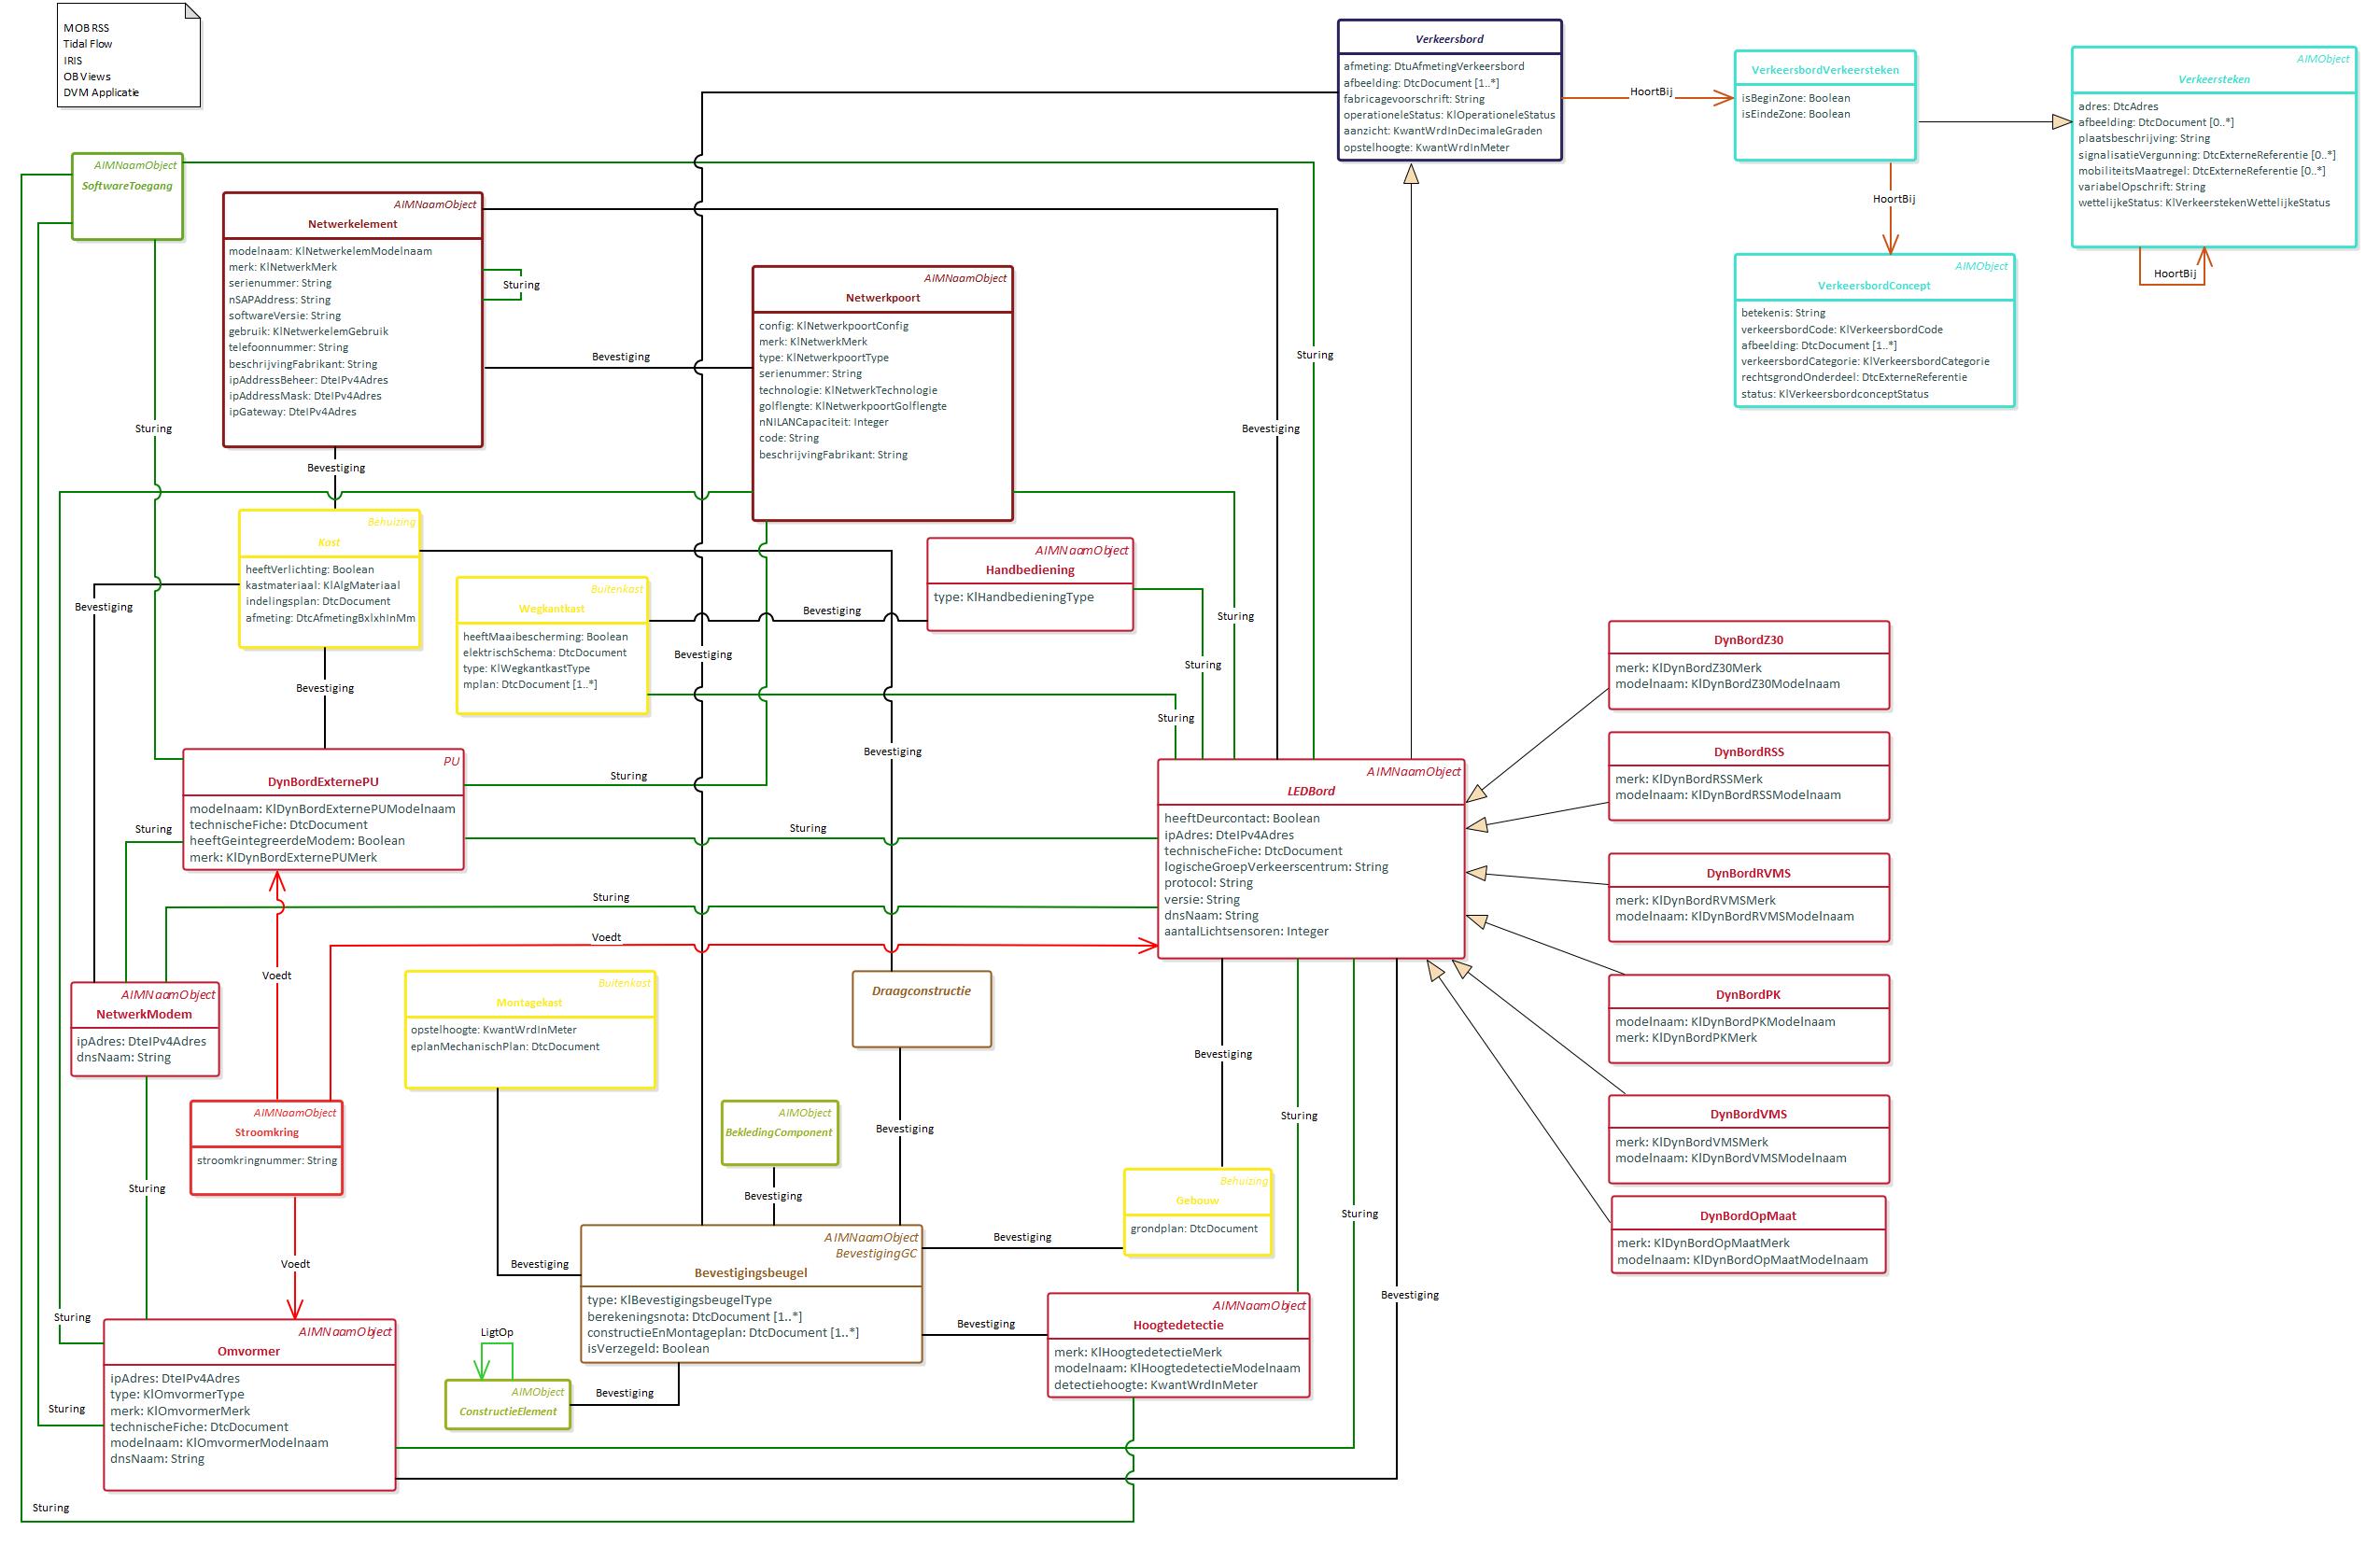 MOB RSS
Tidal Flow
IRIS
OBViews
DVM Applicatie
Verkeersbord
afmeting: DtuAfmetingVerkeersbord
afbeelding: DtcDocument [1..*]
fabricagevoorschrift: String
operationeleStatus: KlOperationeleStatus
aanzicht: KwantWrdInDecimaleGraden
opstelhoogte: KwantWrdInMeter
HoortBij
VerkeersbordVerkeersteken
isBeginZone: Boolean
isEindeZone: Boolean
AIMObject
Verkeersteken
adres: DtcAdres
afbeelding: DtcDocument [0..*]
plaatsbeschrijving: String
signalisatieVergunning: DtcExterneReferentie [0..*]
mobiliteitsMaatregel: DtcExterneReferentie [0..*]
variabelOpschrift: String
wettelijkeStatus: KlVerkeerstekenWettelijkeStatus
HoortBij
HoortBij
AIMObject
VerkeersbordConcept
betekenis: String
verkeersbordCode: KlVerkeersbordCode
afbeelding: DtcDocument [1..*]
verkeersbordCategorie: KlVerkeersbordCategorie
rechtsgrondOnderdeel: DtcExterneReferentie
status: KlVerkeersbordconceptStatus
AIMNaamObject
SoftwareToegang
AIMNaamObject
Netwerkelement
modelnaam: KlNetwerkelemModelnaam
merk: KlNetwerkMerk
serienummer: String
nSAPAddress: String
softwareVersie: String
gebruik: KlNetwerkelemGebruik
telefoonnummer: String
beschrijvingFabrikant: String
ipAddressBeheer: DteIPv4Adres
ipAddressMask: DteIPv4Adres
ipGateway: DteIPv4Adres
Sturing
Bevestiging
AIMNaamObject
Netwerkpoort
config: KlNetwerkpoortConfig
merk: KlNetwerkMerk
type: KlNetwerkpoortType
serienummer: String
technologie: KlNetwerkTechnologie
golflengte: KlNetwerkpoortGolflengte
nNILANCapaciteit: Integer
code: String
beschrijvingFabrikant: String
Sturing
Bevestiging
Sturing
Bevestiging
Behuizing
Kast
heeftVerlichting: Boolean
kastmateriaal: KlAlgMateriaal
indelingsplan: DtcDocument
afmeting: DtcAfmetingBxlxhInMm
Bevestiging
Bevestiging
Buitenkast
Wegkantkast
heeftMaaibescherming: Boolean
elektrischSchema: DtcDocument
type: KlWegkantkastType
mplan: DtcDocument [1..*]
Bevestiging
Bevestiging
AIMNaamObject
Handbediening
type: KlHandbedieningType
Sturing
Sturing
Sturing
Bevestiging
PU
DynBordExternePU
modelnaam: KlDynBordExternePUModelnaam
technischeFiche: DtcDocument
heeftGeintegreerdeModem: Boolean
merk: KlDynBordExternePUMerk
Sturing
Sturing
Sturing
Sturing
Voedt
Voedt
AIMNaamObject
LEDBord
heeftDeurcontact: Boolean
ipAdres: DteIPv4Adres
technischeFiche: DtcDocument
logischeGroepVerkeerscentrum: String
protocol: String
versie: String
dnsNaam: String
aantalLichtsensoren: Integer
DynBordZ30
merk: KlDynBordZ30Merk
modelnaam: KlDynBordZ30Modelnaam
DynBordRSS
merk: KlDynBordRSSMerk
modelnaam: KlDynBordRSSModelnaam
DynBordRVMS
merk: KlDynBordRVMSMerk
modelnaam: KlDynBordRVMSModelnaam
DynBordPK
modelnaam: KlDynBordPKModelnaam
merk: KlDynBordPKMerk
DynBordVMS
merk: KlDynBordVMSMerk
modelnaam: KlDynBordVMSModelnaam
DynBordOpMaat
merk: KlDynBordOpMaatMerk
modelnaam: KlDynBordOpMaatModelnaam
AIMNaamObject
NetwerkModem
ipAdres: DteIPv4Adres
dnsNaam: String
Buitenkast
Montagekast
opstelhoogte: KwantWrdInMeter
eplanMechanischPlan: DtcDocument
Draagconstructie
Bevestiging
AIMNaamObject
Stroomkring
stroomkringnummer: String
AIMObject
BekledingComponent
Bevestiging
Sturing
Sturing
Bevestiging
Behuizing
Gebouw
grondplan: DtcDocument
Sturing
Voedt
Bevestiging
AIMNaamObject
BevestigingGC
Bevestigingsbeugel
type: KlBevestigingsbeugelType
berekeningsnota: DtcDocument [1..*]
constructieEnMontageplan: DtcDocument [1..*]
isVerzegeld: Boolean
Bevestiging
Bevestiging
AIMNaamObject
Hoogtedetectie
merk: KlHoogtedetectieMerk
modelnaam: KlHoogtedetectieModelnaam
detectiehoogte: KwantWrdInMeter
Bevestiging
Sturing
AIMNaamObject
Omvormer
ipAdres: DteIPv4Adres
type: KlOmvormerType
merk: KlOmvormerMerk
technischeFiche: DtcDocument
modelnaam: KlOmvormerModelnaam
dnsNaam: String
LigtOp
AIMObject
ConstructieElement
Bevestiging
Sturing
Sturing